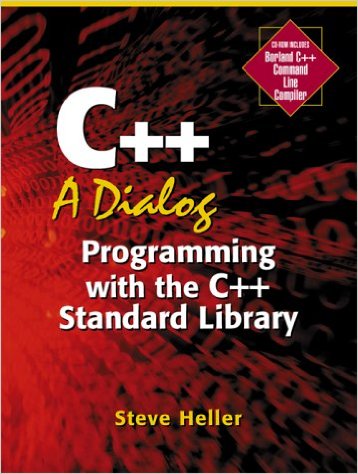 CD-ROM INCLUDES
Borland C++
Command
Line
Compiler
C++
A Dialog
Programming
with the C++
Standard Library
Steve Heller